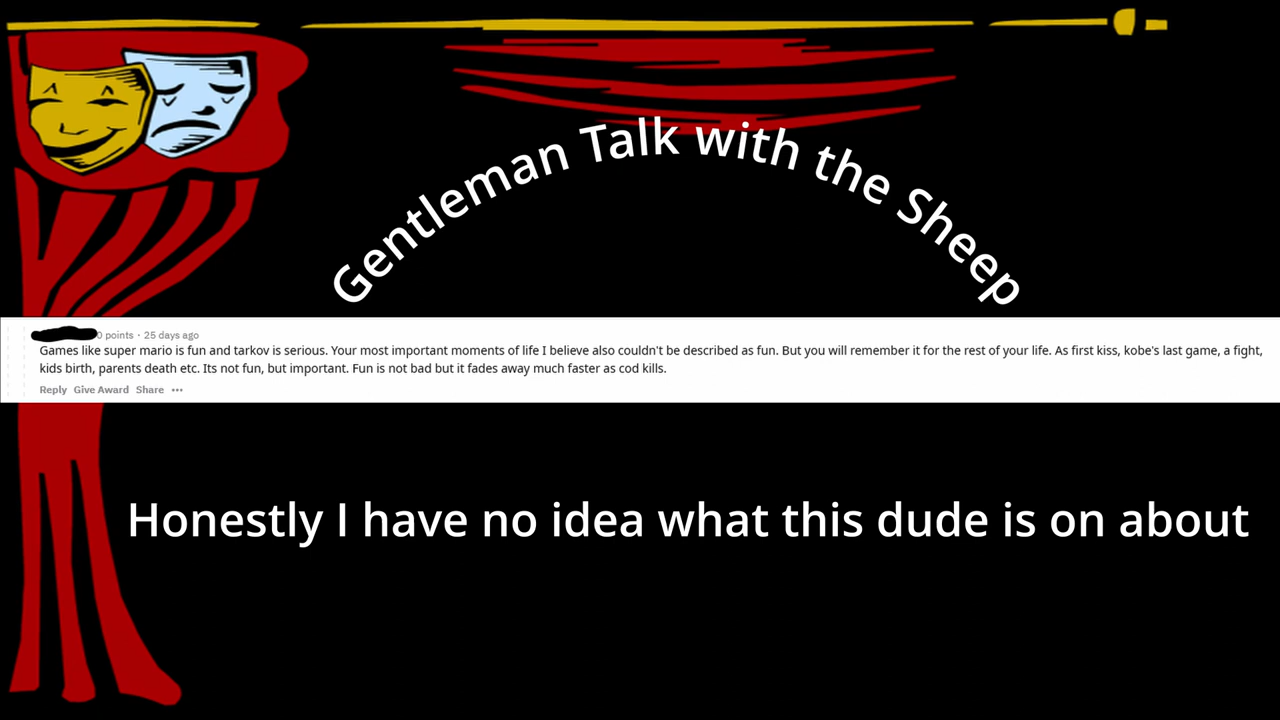 Gentleman Talk with the Sheep
0 points · 25 days ago
Games like super mario is fun and tarkov is serious. Your most important moments of life I believe also couldn't be described as fun. But you will remember it for the rest of your life. As first kiss, kobe's last game, a fight,
kids birth, parents death etc. Its not fun, but important. Fun is not bad but it fades away much faster as cod kills.
Reply Give Award Share •••
Honestly I have no idea what this dude is on about